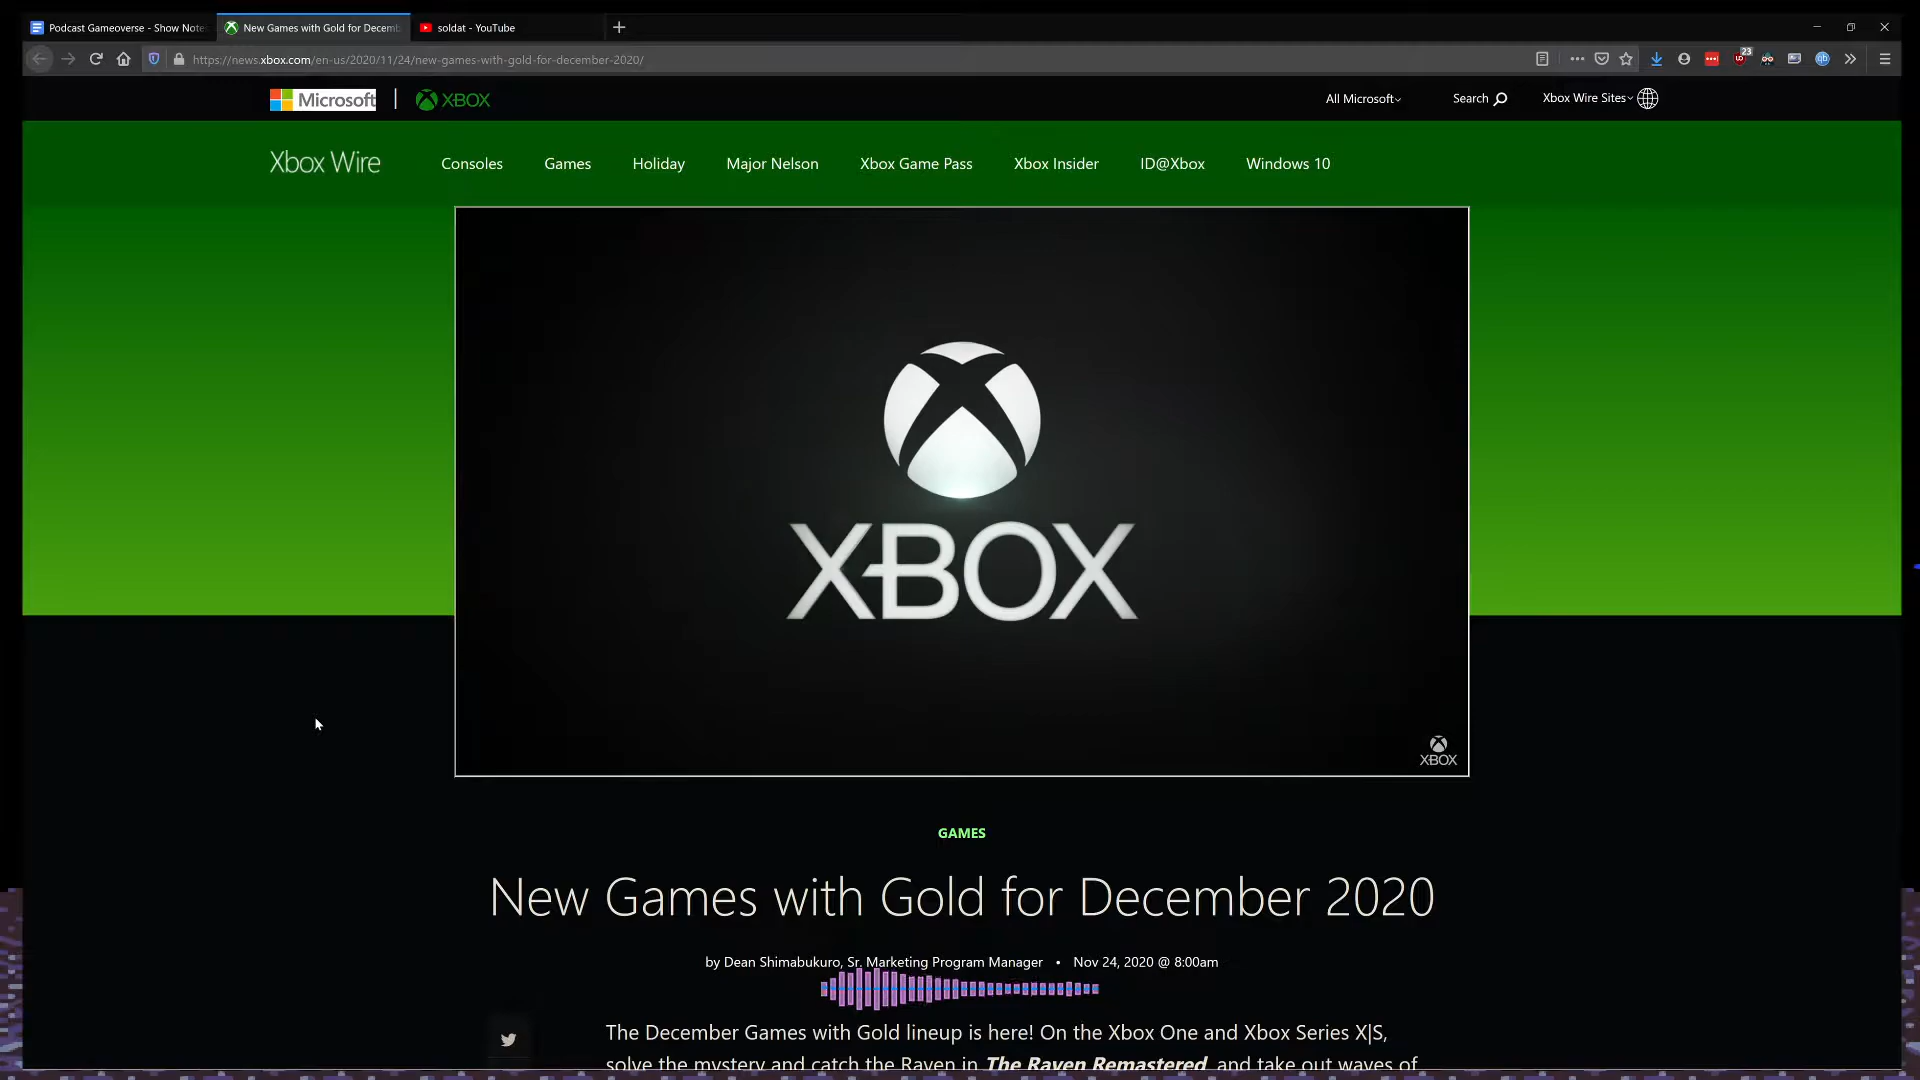 Podcast Gameoverse - Show Note
New Games with Gold for Decemb
soldat - YouTube
https://news.xbox.com/en-us/2020/11/24/new-games-with-gold-for-december-2020/
23
Microsoft
XBOX
All Microsoft
Search
Xbox Wire Sites
Xbox Wire
Consoles
Games
Holiday
Major Nelson
Xbox Game Pass
Xbox Insider
ID@Xbox
Windows 10
XBOX
XBOX
GAMES
New Games with Gold for December 2020
by Dean Shimabukuro, Sr. Marketing Program Manager • Nov 24, 2020 @ 8:00am
The December Games with Gold lineup is here! On the Xbox One and Xbox Series X|S,
solve the mystery and catch the Raven in The Raven Remastered, and take out waves of